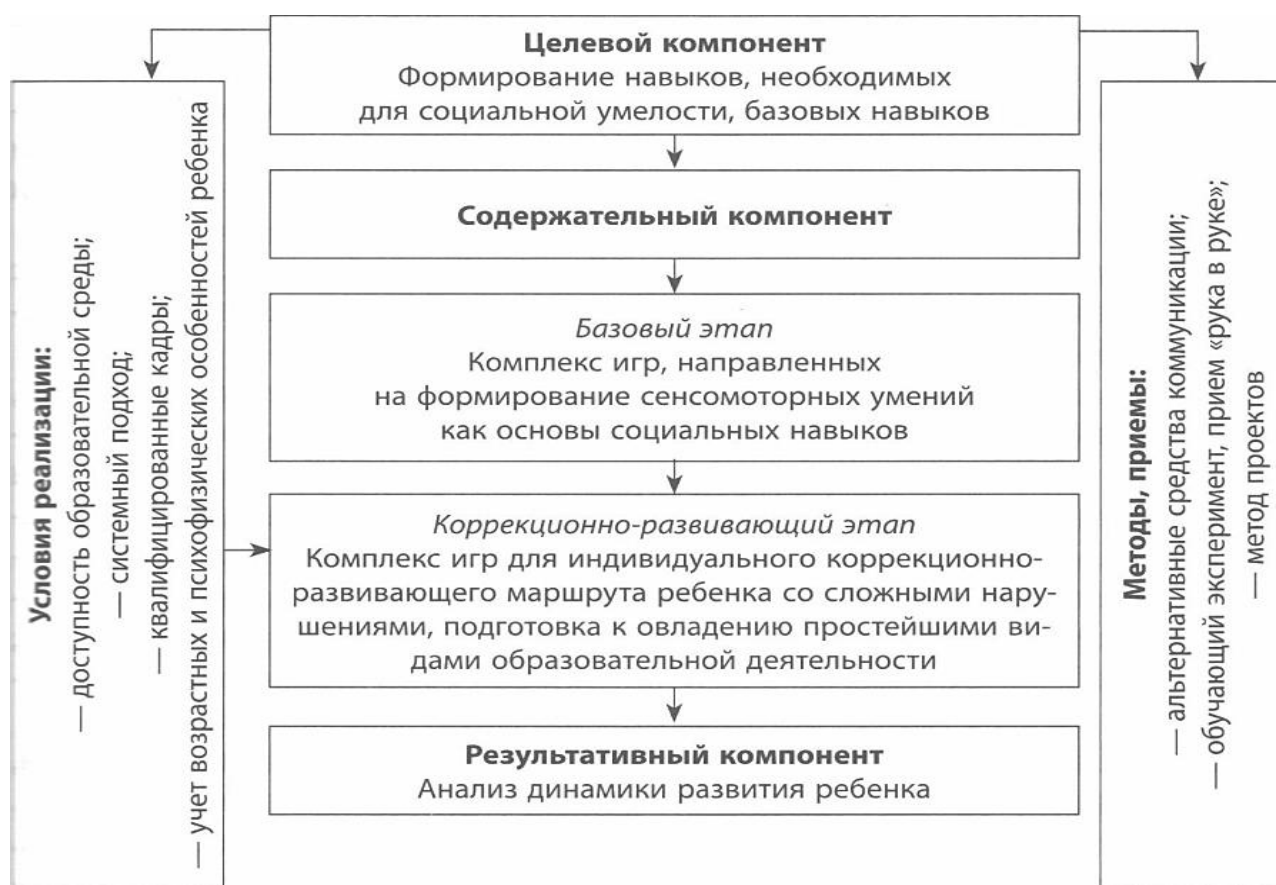 Целевой компонент
Формирование навыков, необходимых
для социальной умелости, базовых навыков
Содержательный компонент
Базовый этап
Комплекс игр, направленных
на формирование сенсомоторных умений
как основы социальных навыков
Коррекционно-развивающий этап
Комплекс игр для индивидуального коррекционно-
развивающего маршрута ребенка со сложными нару-
шениями, подготовка к овладению простейшими ви-
дами образовательной деятельности
Результативный компонент
Анализ динамики развития ребенка
Условия реализации:
— доступность образовательной среды;
— системный подход;
— квалифицированные кадры;
— учет возрастных и психофизических особенностей ребенка
Методы, приемы:
— альтернативные средства коммуникации;
— обучающий эксперимент, прием «рука в руке»;
— метод проектов